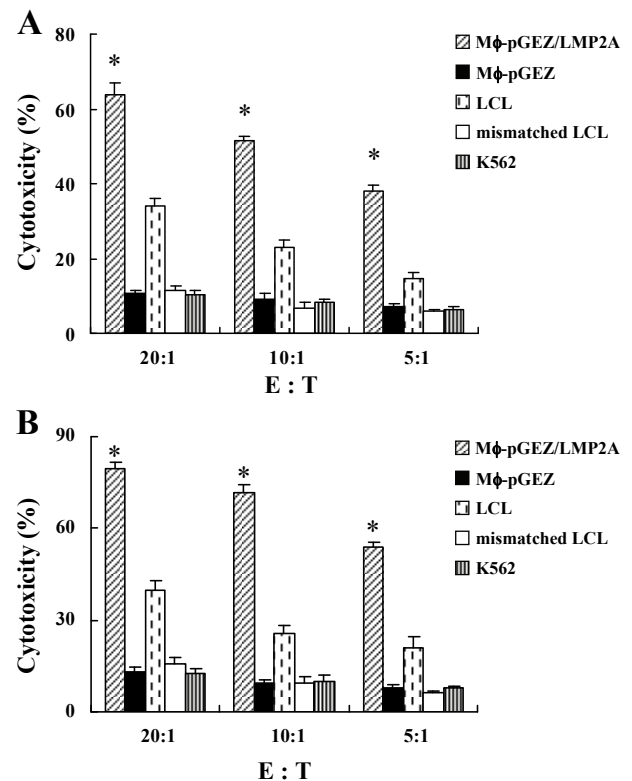 A
Cytotoxicity (%)
80
60
40
20
0
*
*
*
Mϕ-pGEZ/LMP2A
Mϕ-pGEZ
LCL
mismatched LCL
K562
20:1
10:1
5:1
E : T
B
Cytotoxicity (%)
90
60
30
0
*
*
*
Mϕ-pGEZ/LMP2A
Mϕ-pGEZ
LCL
mismatched LCL
K562
20:1
10:1
5:1
E : T